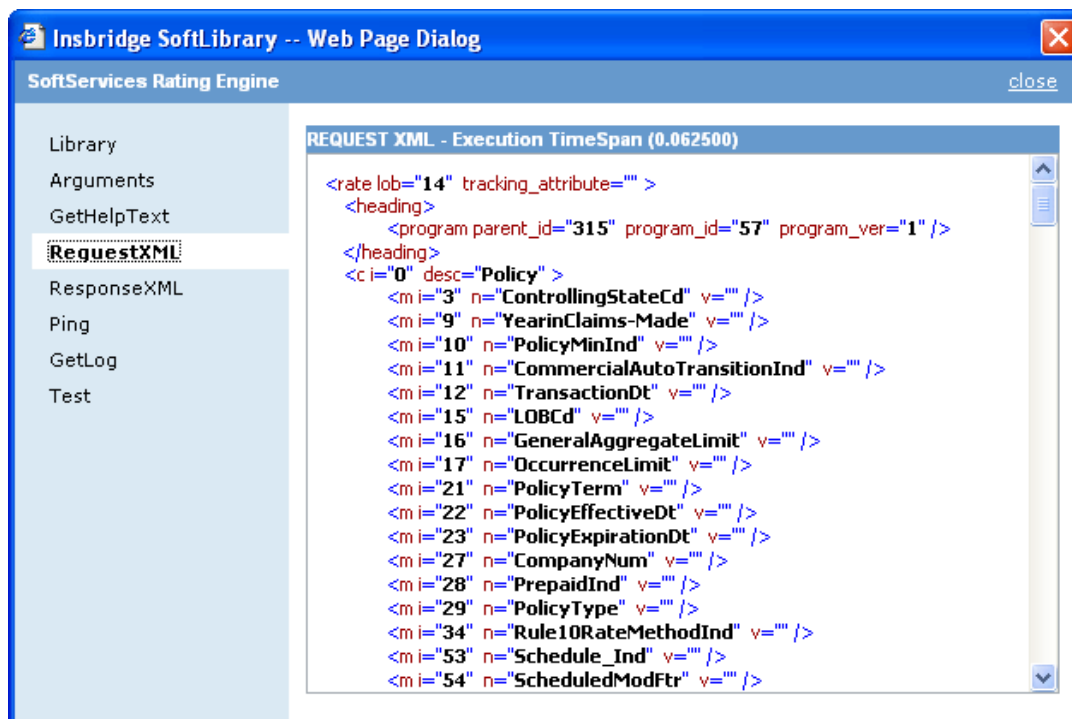 Insbridge SoftLibrary -- Web Page Dialog
SoftServices Rating Engine
close
Library
Arguments
GetHelpText
RequestXML
ResponseXML
Ping
GetLog
Test
REQUEST XML - Execution TimeSpan (0.062500)
<rate lob="14" tracking_attribute="" >
<heading>
<program parent_id="315" program_id="57" program_ver="1" />
</heading>
<c i="0" desc="Policy" >
<m i="3" n="ControllingStateCd" v="" />
<m i="9" n="YearinClaims-Made" v="" />
<m i="10" n="PolicyMinInd" v="" />
<m i="11" n="CommercialAutoTransitionInd" v="" />
<m i="12" n="TransactionDt" v="" />
<m i="15" n="LOBCd" v="" />
<m i="16" n="GeneralAggregateLimit" v="" />
<m i="17" n="OccurrenceLimit" v="" />
<m i="21" n="PolicyTerm" v="" />
<m i="22" n="PolicyEffectiveDt" v="" />
<m i="23" n="PolicyExpirationDt" v="" />
<m i="27" n="CompanyNum" v="" />
<m i="28" n="PrepaidInd" v="" />
<m i="29" n="PolicyType" v="" />
<m i="34" n="Rule10RateMethodInd" v="" />
<m i="53" n="Schedule_Ind" v="" />
<m i="54" n="ScheduledModFtr" v="" />